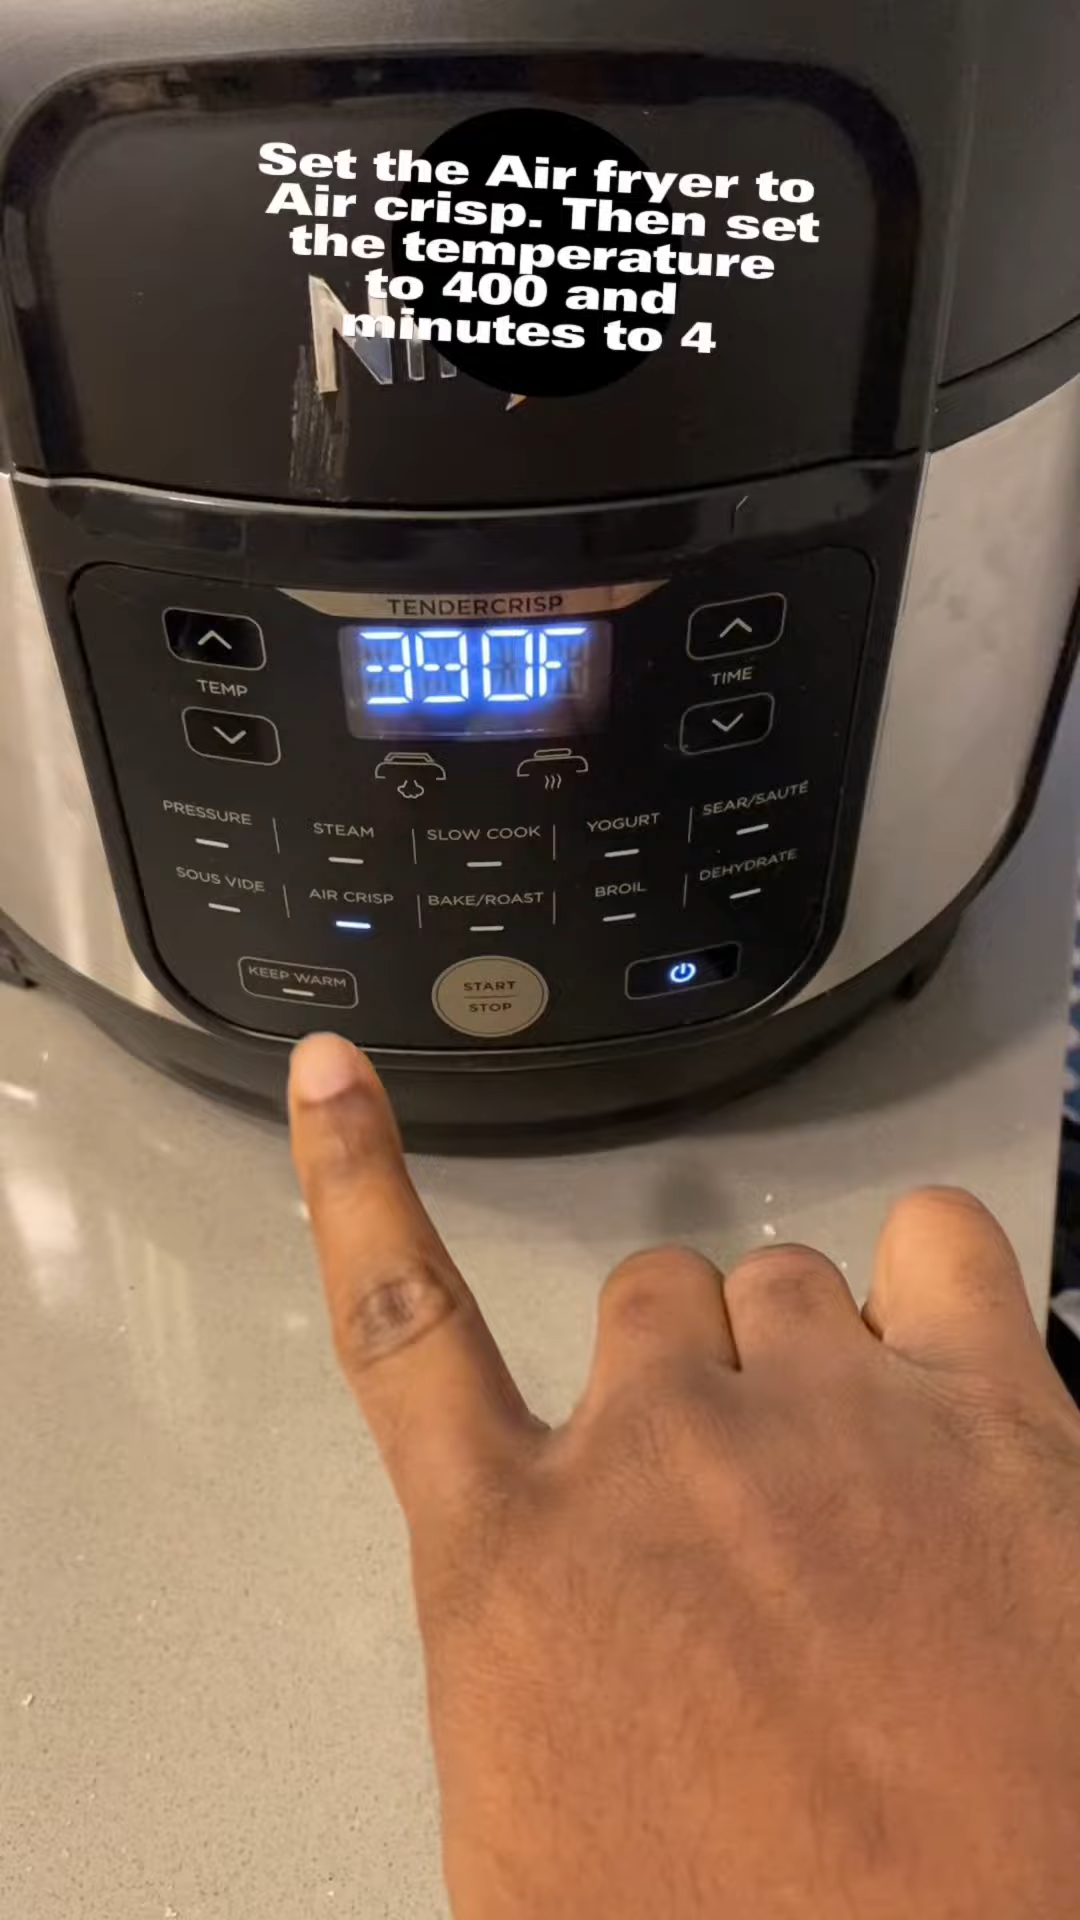 Set the Air fryer to
Air crisp. Then set
the temperature
to 400 and
minutes to 4
TENDERCRISP
390F
TEMP
TIME
PRESSURE
STEAM
SLOW COOK
YOGURT
SEAR/SAUTÉ
SOUS VIDE
AIR CRISP
BAKE/ROAST
BROIL
DEHYDRATE
KEEP WARM
START
STOP